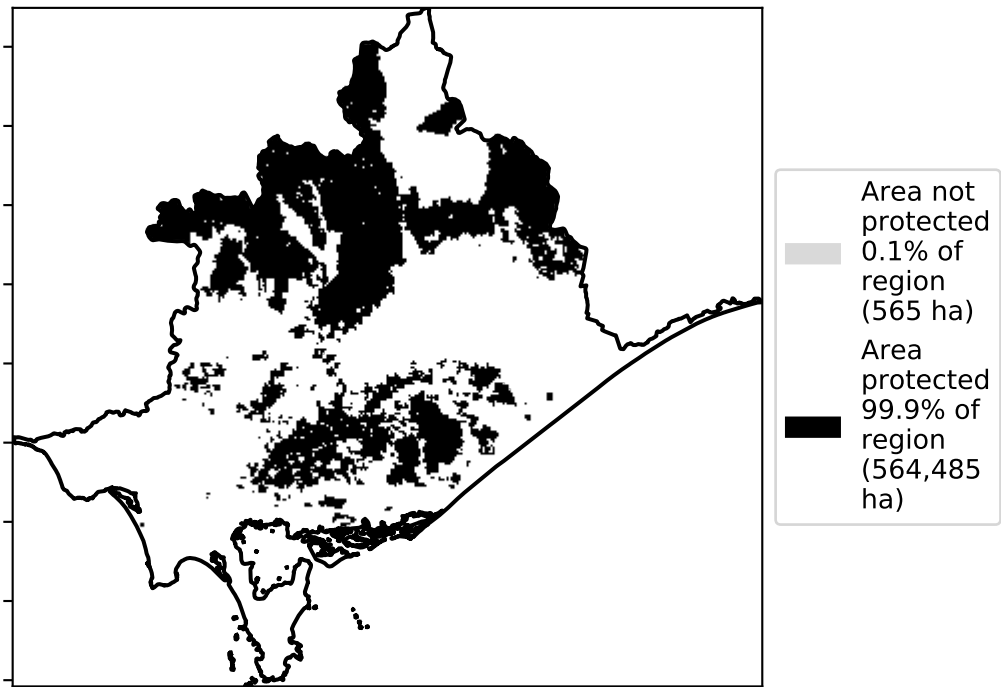 Area not
protected
0.1% of
region
(565 ha)
Area
protected
99.9% of
region
(564,485
ha)